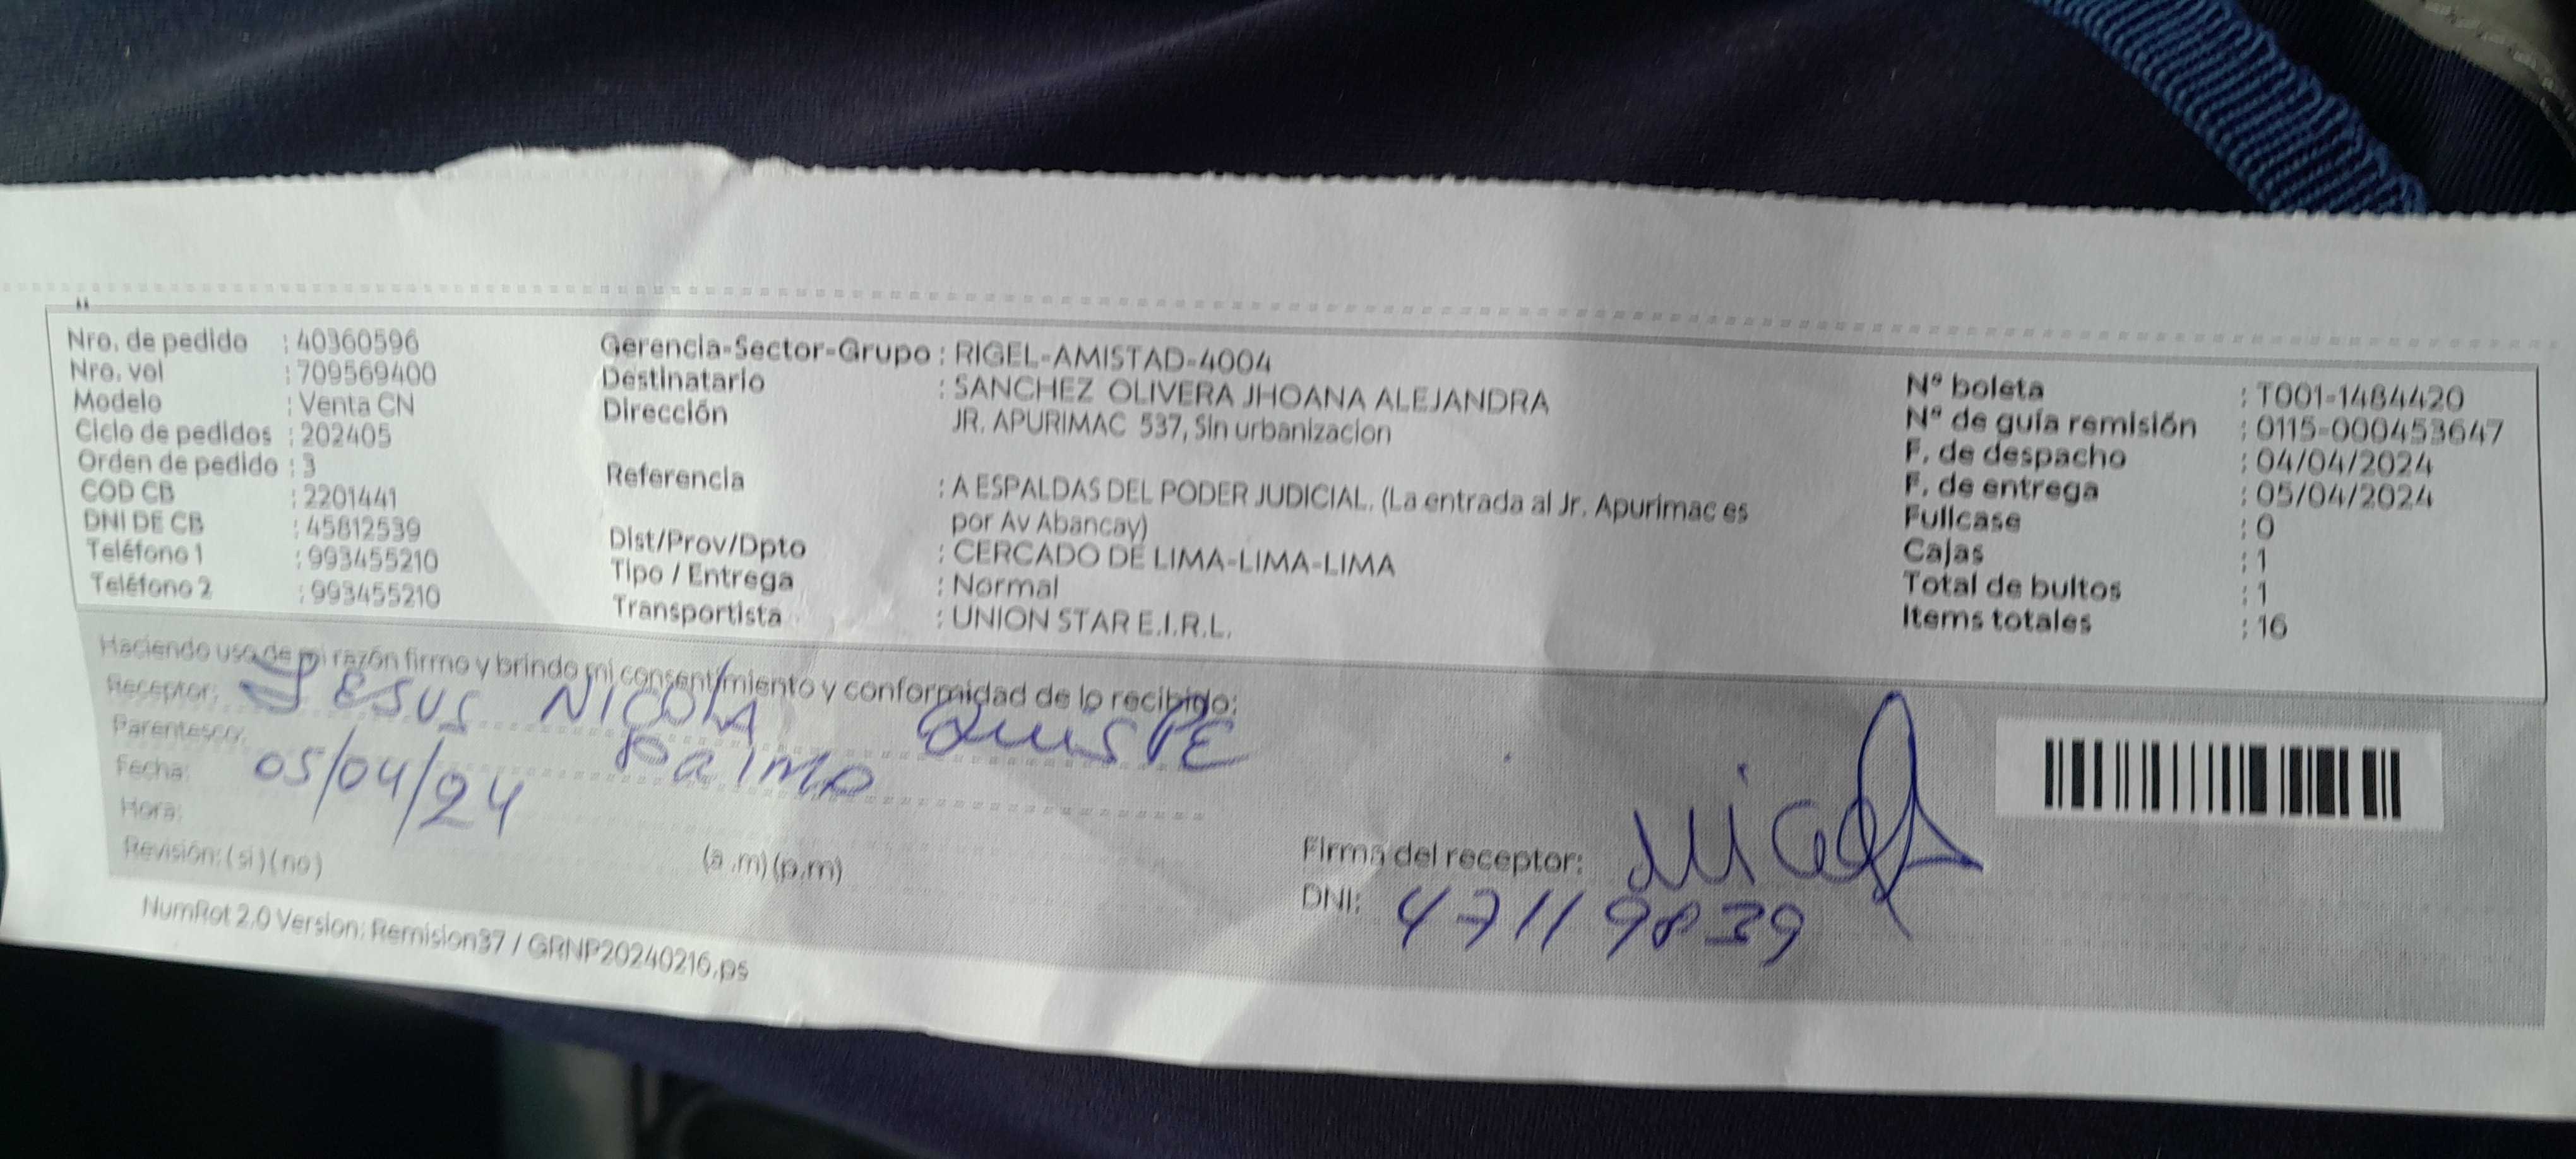 Nro. de pedido : 40360596
Nro. vol : 709569400
Modelo : Venta CN
Ciclo de pedidos : 202405
Orden de pedido : 3
COD CB : 2201441
DNI DE CB : 45812539
Teléfono 1 : 993455210
Teléfono 2 : 993455210
Gerencia-Sector-Grupo : RIGEL-AMISTAD-4004
Destinatario : SANCHEZ OLIVERA JHOANA ALEJANDRA
Dirección JR. APURIMAC 537, Sin urbanizacion
Referencia : A ESPALDAS DEL PODER JUDICIAL. (La entrada al Jr. Apurimac es
por Av Abancay)
Dist/Prov/Dpto : CERCADO DE LIMA-LIMA-LIMA
Tipo / Entrega : Normal
Transportista : UNION STAR E.I.R.L.
N° boleta : T001-1484420
N° de guía remisión : 0115-000453647
F. de despacho : 04/04/2024
F. de entrega : 05/04/2024
Fullcase : 0
Cajas : 1
Total de bultos : 1
Items totales : 16
Haciendo uso de mi razón firmo y brindo mi consentimiento y conformidad de lo recibido:
Receptor: JESUS NICOLA QUISPE
Parentesco:
Fecha: 05/04/24
Hora:
Revisión: (si) (no) (a.m) (p.m)
Firma del receptor:
DNI: 47119839
NumRot 2.0 Version: Remision37 / GRNP20240216.ps